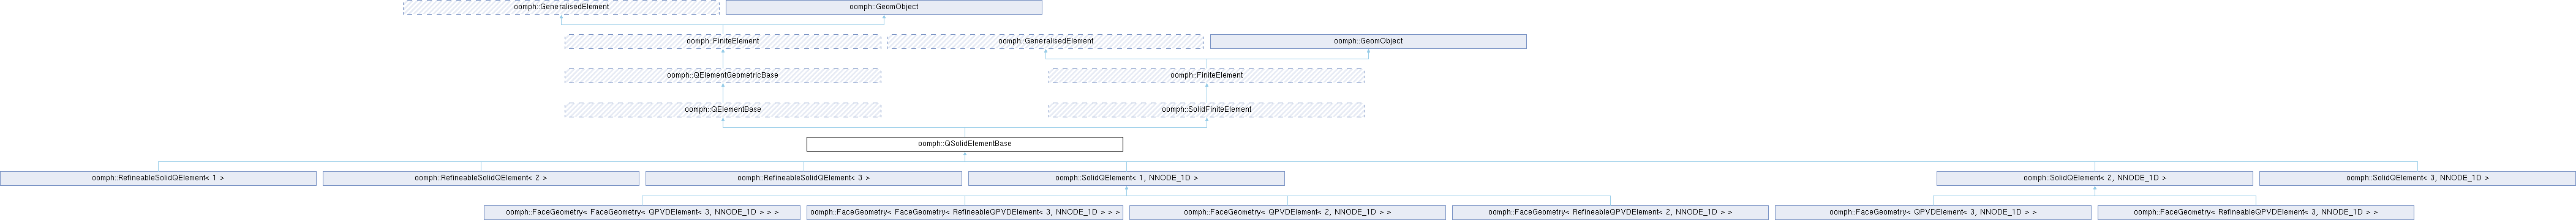 oomph::GeneralisedElement
oomph::GeomObject
oomph::FiniteElement
oomph::GeneralisedElement
oomph::GeomObject
oomph::QElementGeometricBase
oomph::FiniteElement
oomph::QElementBase
oomph::SolidFiniteElement
oomph::QSolidElementBase
oomph::RefineableSolidQElement< 1 >
oomph::RefineableSolidQElement< 2 >
oomph::RefineableSolidQElement< 3 >
oomph::SolidQElement< 1, NNODE_1D >
oomph::SolidQElement< 2, NNODE_1D >
oomph::SolidQElement< 3, NNODE_1D >
oomph::FaceGeometry< FaceGeometry< QPVDElement< 3, NNODE_1D > > >
oomph::FaceGeometry< FaceGeometry< RefineableQPVDElement< 3, NNODE_1D > > >
oomph::FaceGeometry< QPVDElement< 2, NNODE_1D > >
oomph::FaceGeometry< RefineableQPVDElement< 2, NNODE_1D > >
oomph::FaceGeometry< QPVDElement< 3, NNODE_1D > >
oomph::FaceGeometry< RefineableQPVDElement< 3, NNODE_1D > >